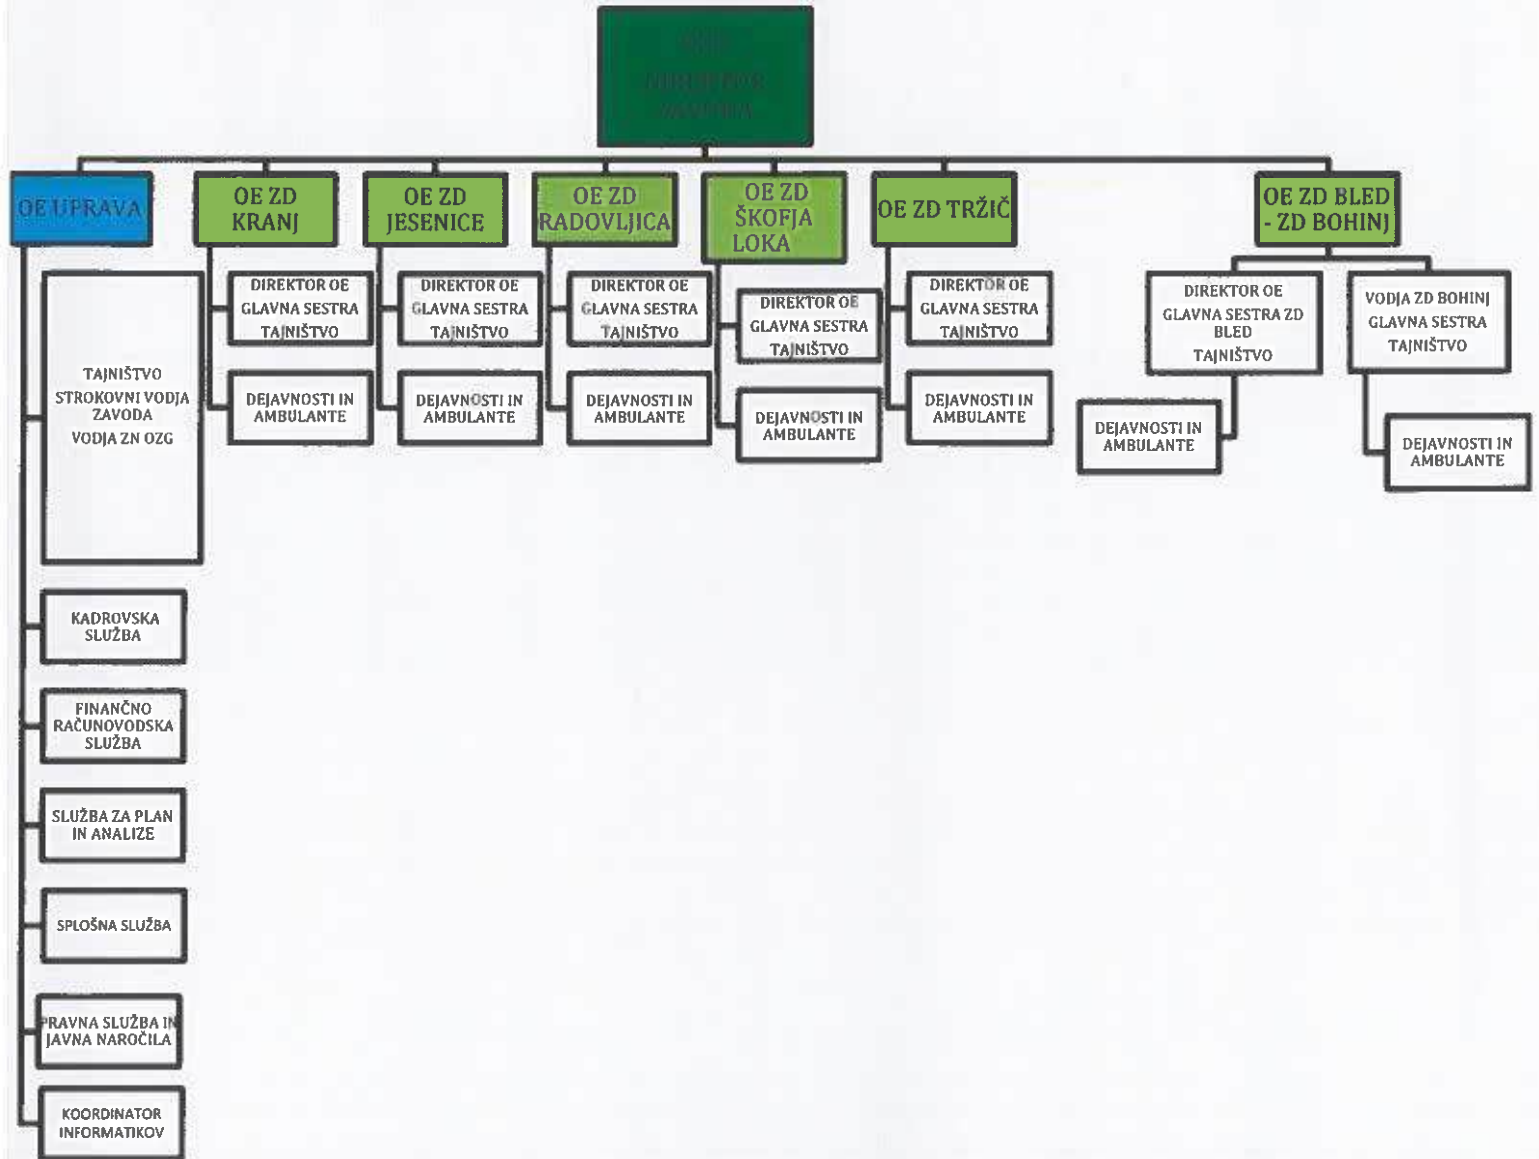 OZG
DIREKTOR
ZAVODA
OE UPRAVA
OE ZD
KRANJ
OE ZD
JESENICE
OE ZD
RADOVLJICA
OE ZD
ŠKOFJA
LOKA
OE ZD TRŽIČ
OE ZD BLED
- ZD BOHINJ
TAJNIŠTVO
STROKOVNI VODJA
ZAVODA
VODJA ZN OZG
KADROVSKA
SLUŽBA
FINANČNO
RAČUNOVODSKA
SLUŽBA
SLUŽBA ZA PLAN
IN ANALIZE
SPLOŠNA SLUŽBA
PRAVNA SLUŽBA IN
JAVNA NAROČILA
KOORDINATOR
INFORMATIKOV
DIREKTOR OE
GLAVNA SESTRA
TAJNIŠTVO
DEJAVNOSTI IN
AMBULANTE
DIREKTOR OE
GLAVNA SESTRA
TAJNIŠTVO
DEJAVNOSTI IN
AMBULANTE
DIREKTOR OE
GLAVNA SESTRA
TAJNIŠTVO
DEJAVNOSTI IN
AMBULANTE
DIREKTOR OE
GLAVNA SESTRA
TAJNIŠTVO
DEJAVNOSTI IN
AMBULANTE
DIREKTOR OE
GLAVNA SESTRA
TAJNIŠTVO
DEJAVNOSTI IN
AMBULANTE
DIREKTOR OE
GLAVNA SESTRA ZD
BLED
TAJNIŠTVO
DEJAVNOSTI IN
AMBULANTE
VODJA ZD BOHINJ
GLAVNA SESTRA
TAJNIŠTVO
DEJAVNOSTI IN
AMBULANTE